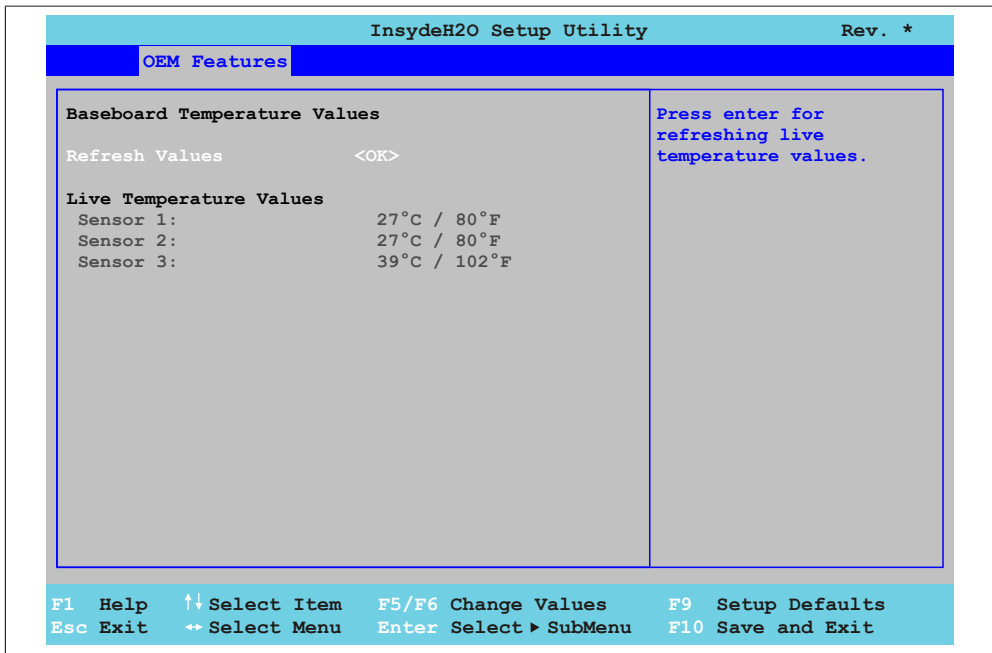 InsydeH2O Setup Utility Rev. *
OEM Features
Baseboard Temperature Values
Refresh Values <OK>
Live Temperature Values
Sensor 1: 27°C / 80°F
Sensor 2: 27°C / 80°F
Sensor 3: 39°C / 102°F
Press enter for
refreshing live
temperature values.
F1 Help ↑↓ Select Item F5/F6 Change Values F9 Setup Defaults
Esc Exit ↔ Select Menu Enter Select ▶ SubMenu F10 Save and Exit